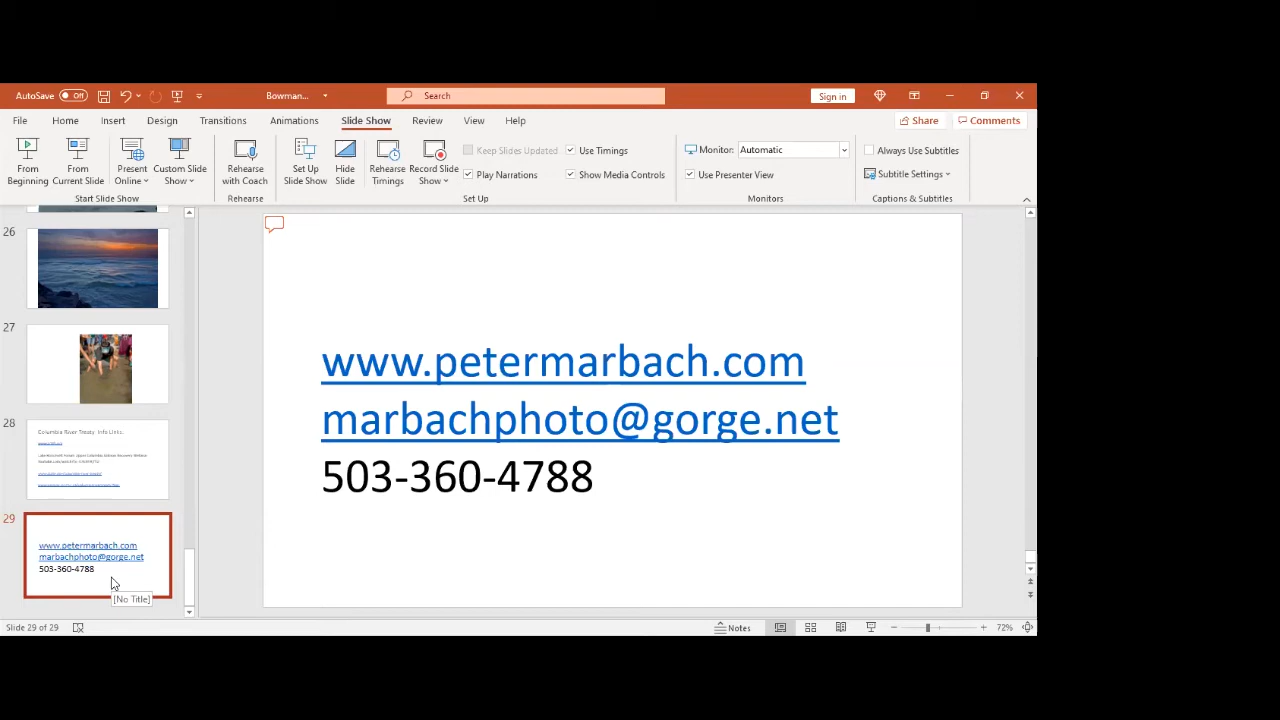 AutoSave Off
Bowman...
Search
Sign in
File Home Insert Design Transitions Animations Slide Show Review View Help
Share Comments
From Beginning
From Current Slide
Present Online
Custom Slide Show
Start Slide Show
Rehearse with Coach
Rehearse
Set Up Slide Show
Hide Slide
Rehearse Timings
Record Slide Show
Keep Slides Updated
Play Narrations
Use Timings
Show Media Controls
Set Up
Monitor: Automatic
Use Presenter View
Monitors
Always Use Subtitles
Subtitle Settings
Captions & Subtitles
26
27
28
Columbia River Treaty Info Links:
29
www.petermarbach.com
marbachphoto@gorge.net
503-360-4788
[No Title]
www.petermarbach.com
marbachphoto@gorge.net
503-360-4788
Slide 29 of 29
Notes
72%